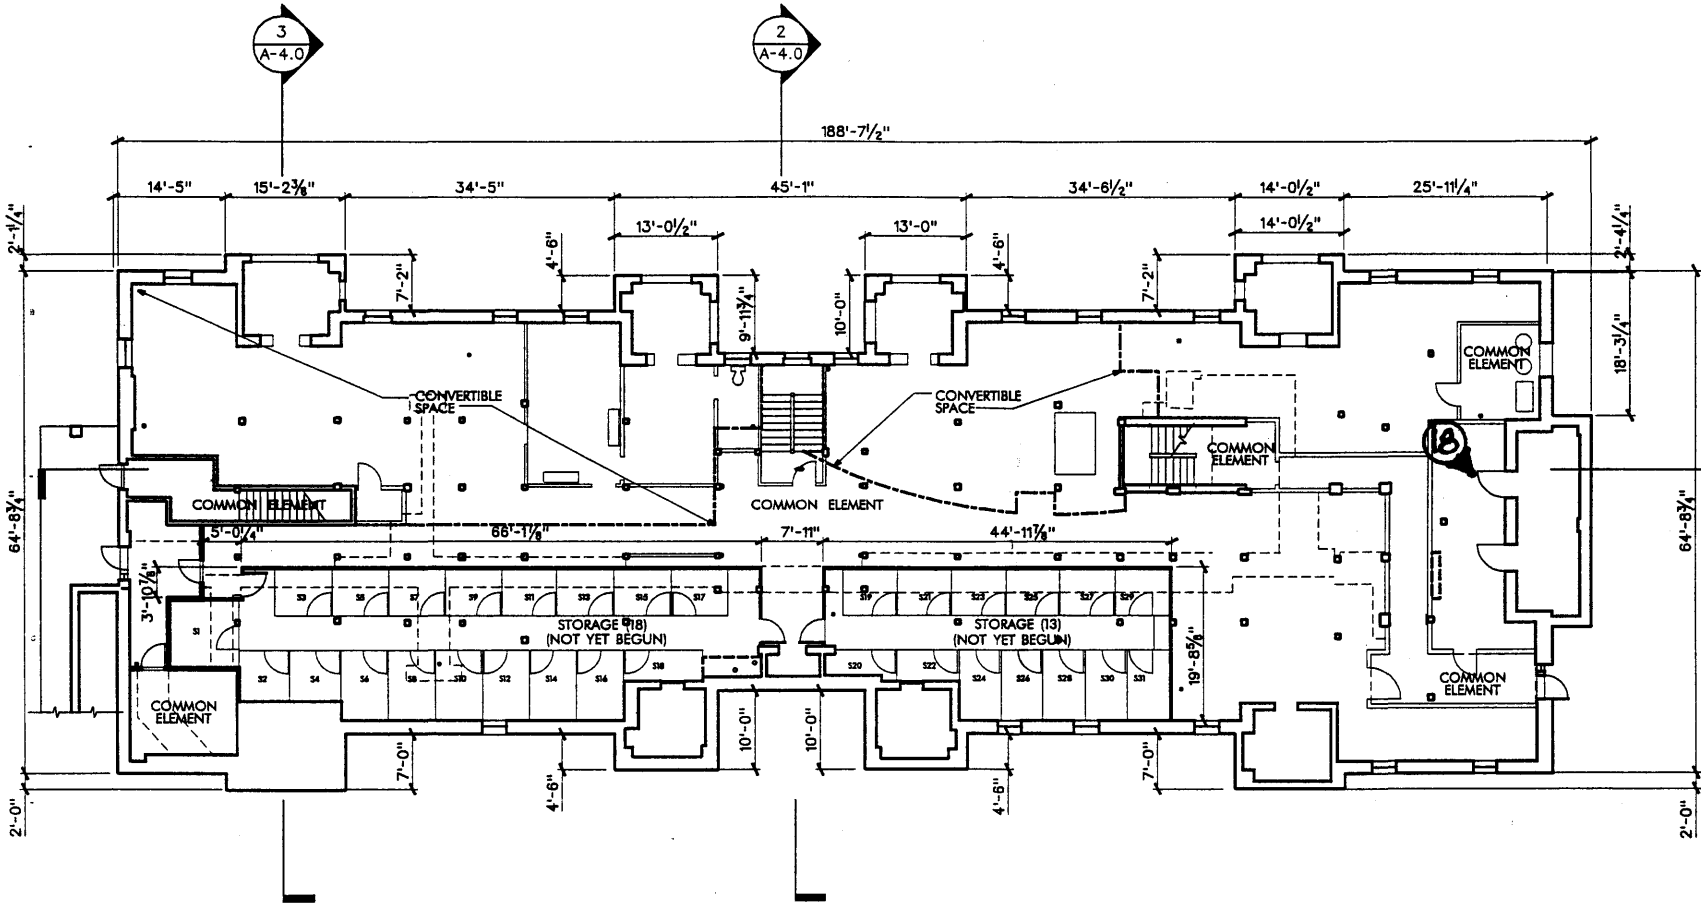 3
A-4.0
2
A-4.0
188'-7½"
14'-5"
15'-2⅜"
34'-5"
45'-1"
34'-6½"
14'-0½"
25'-11¼"
13'-0½"
13'-0"
14'-0½"
2'-1¼"
7'-2"
4'-6"
9'-11¾"
10'-0"
4'-6"
7'-2"
2'-4¼"
18'-3¼"
COMMON
ELEMENT
CONVERTIBLE
SPACE
CONVERTIBLE
SPACE
18
COMMON
ELEMENT
COMMON ELEMENT
COMMON ELEMENT
64'-8¾"
64'-8¾"
5'-0¼"
66'-1⅛"
7'-11"
44'-11⅞"
3'-10⅞"
S3
S5
S7
S9
S11
S13
S15
S17
S19
S21
S23
S25
S27
S29
S1
STORAGE (18)
(NOT YET BEGUN)
STORAGE (13)
(NOT YET BEGUN)
19'-8⅝"
S2
S4
S6
S8
S10
S12
S14
S16
S18
S20
S22
S24
S26
S28
S30
S31
COMMON
ELEMENT
COMMON
ELEMENT
2'-0"
7'-0"
4'-6"
10'-0"
10'-0"
4'-6"
7'-0"
2'-0"